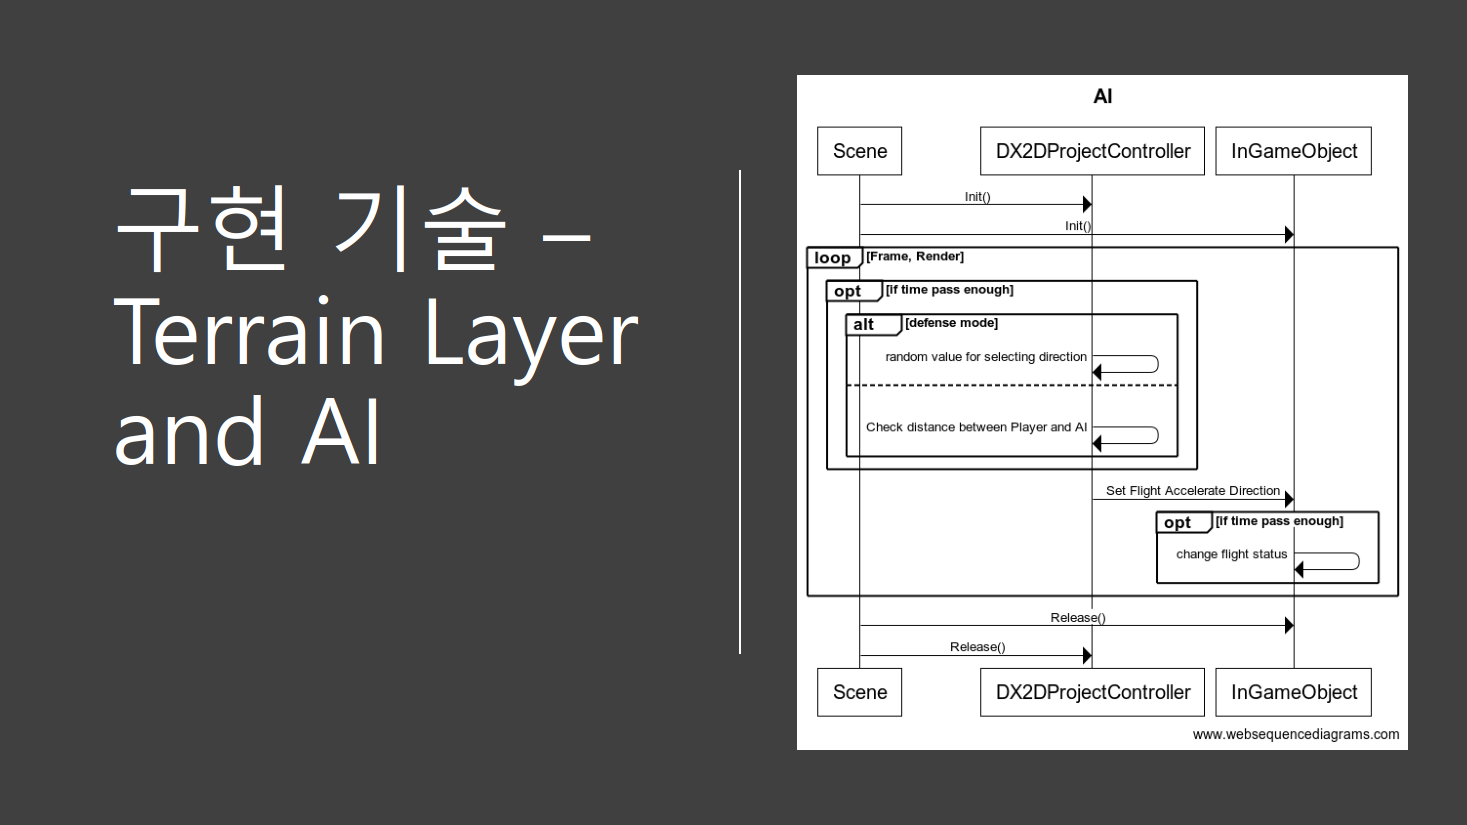 구현 기술 –
Terrain Layer
and AI
AI
Scene
DX2DProjectController
InGameObject
Init()
Init()
loop
[Frame, Render]
opt
[if time pass enough]
alt
[defense mode]
random value for selecting direction
Check distance between Player and AI
Set Flight Accelerate Direction
opt
[if time pass enough]
change flight status
Release()
Release()
Scene
DX2DProjectController
InGameObject
www.websequencediagrams.com